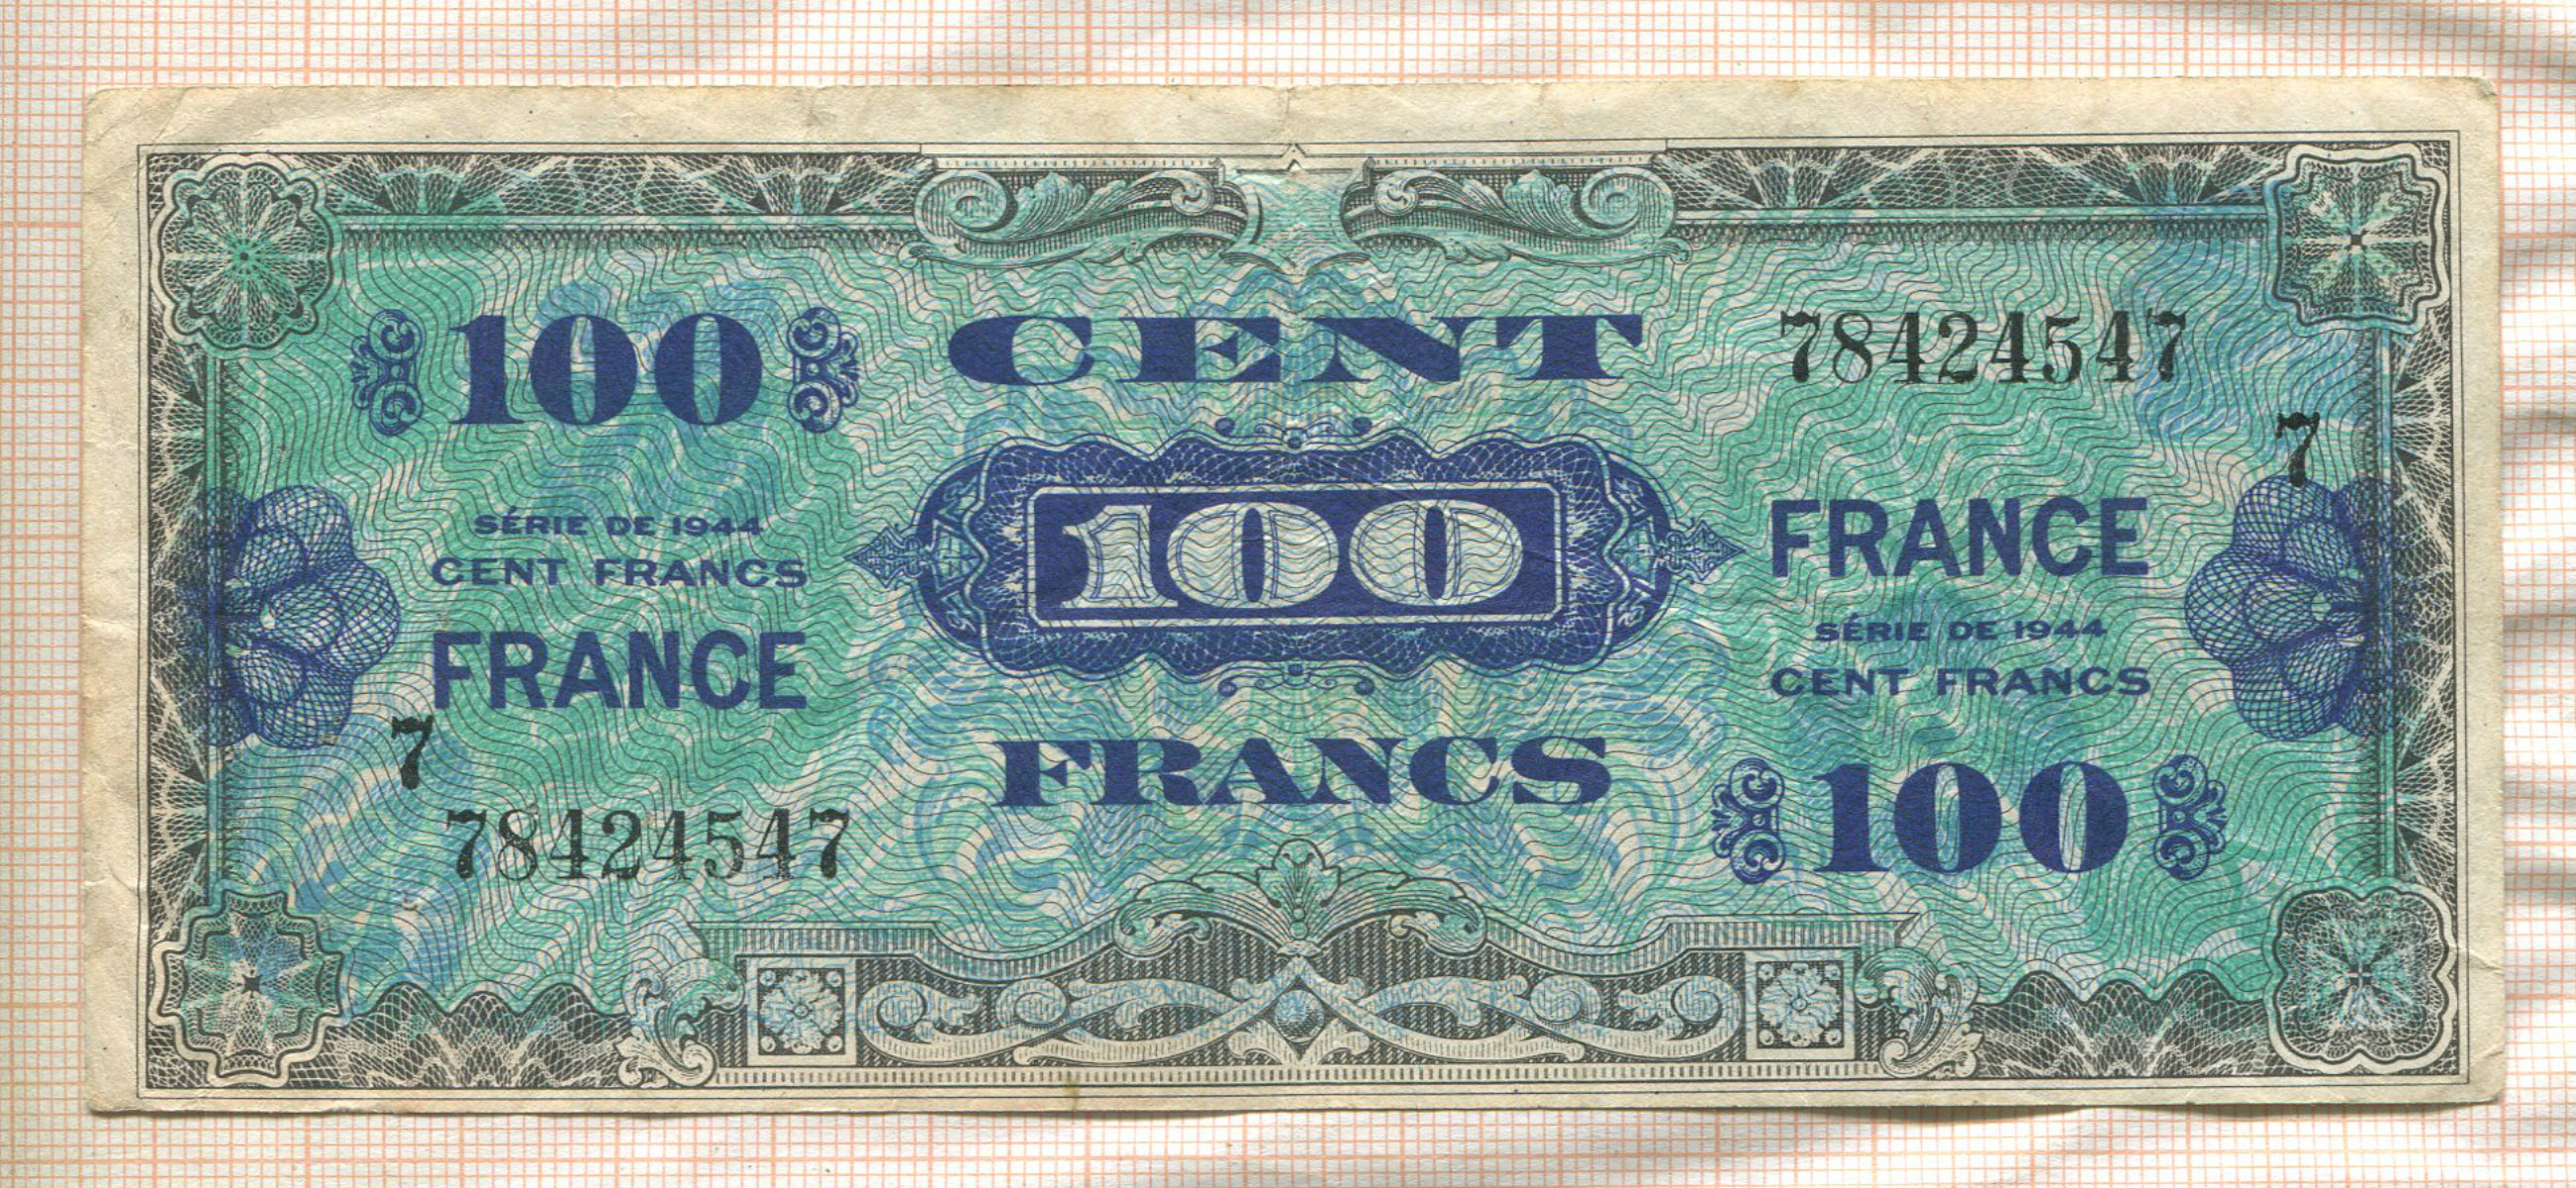 100 CENT 78424547
7
SÉRIE DE 1944
CENT FRANCS
FRANCE
7
78424547
100
FRANCS
FRANCE
SÉRIE DE 1944
CENT FRANCS
100